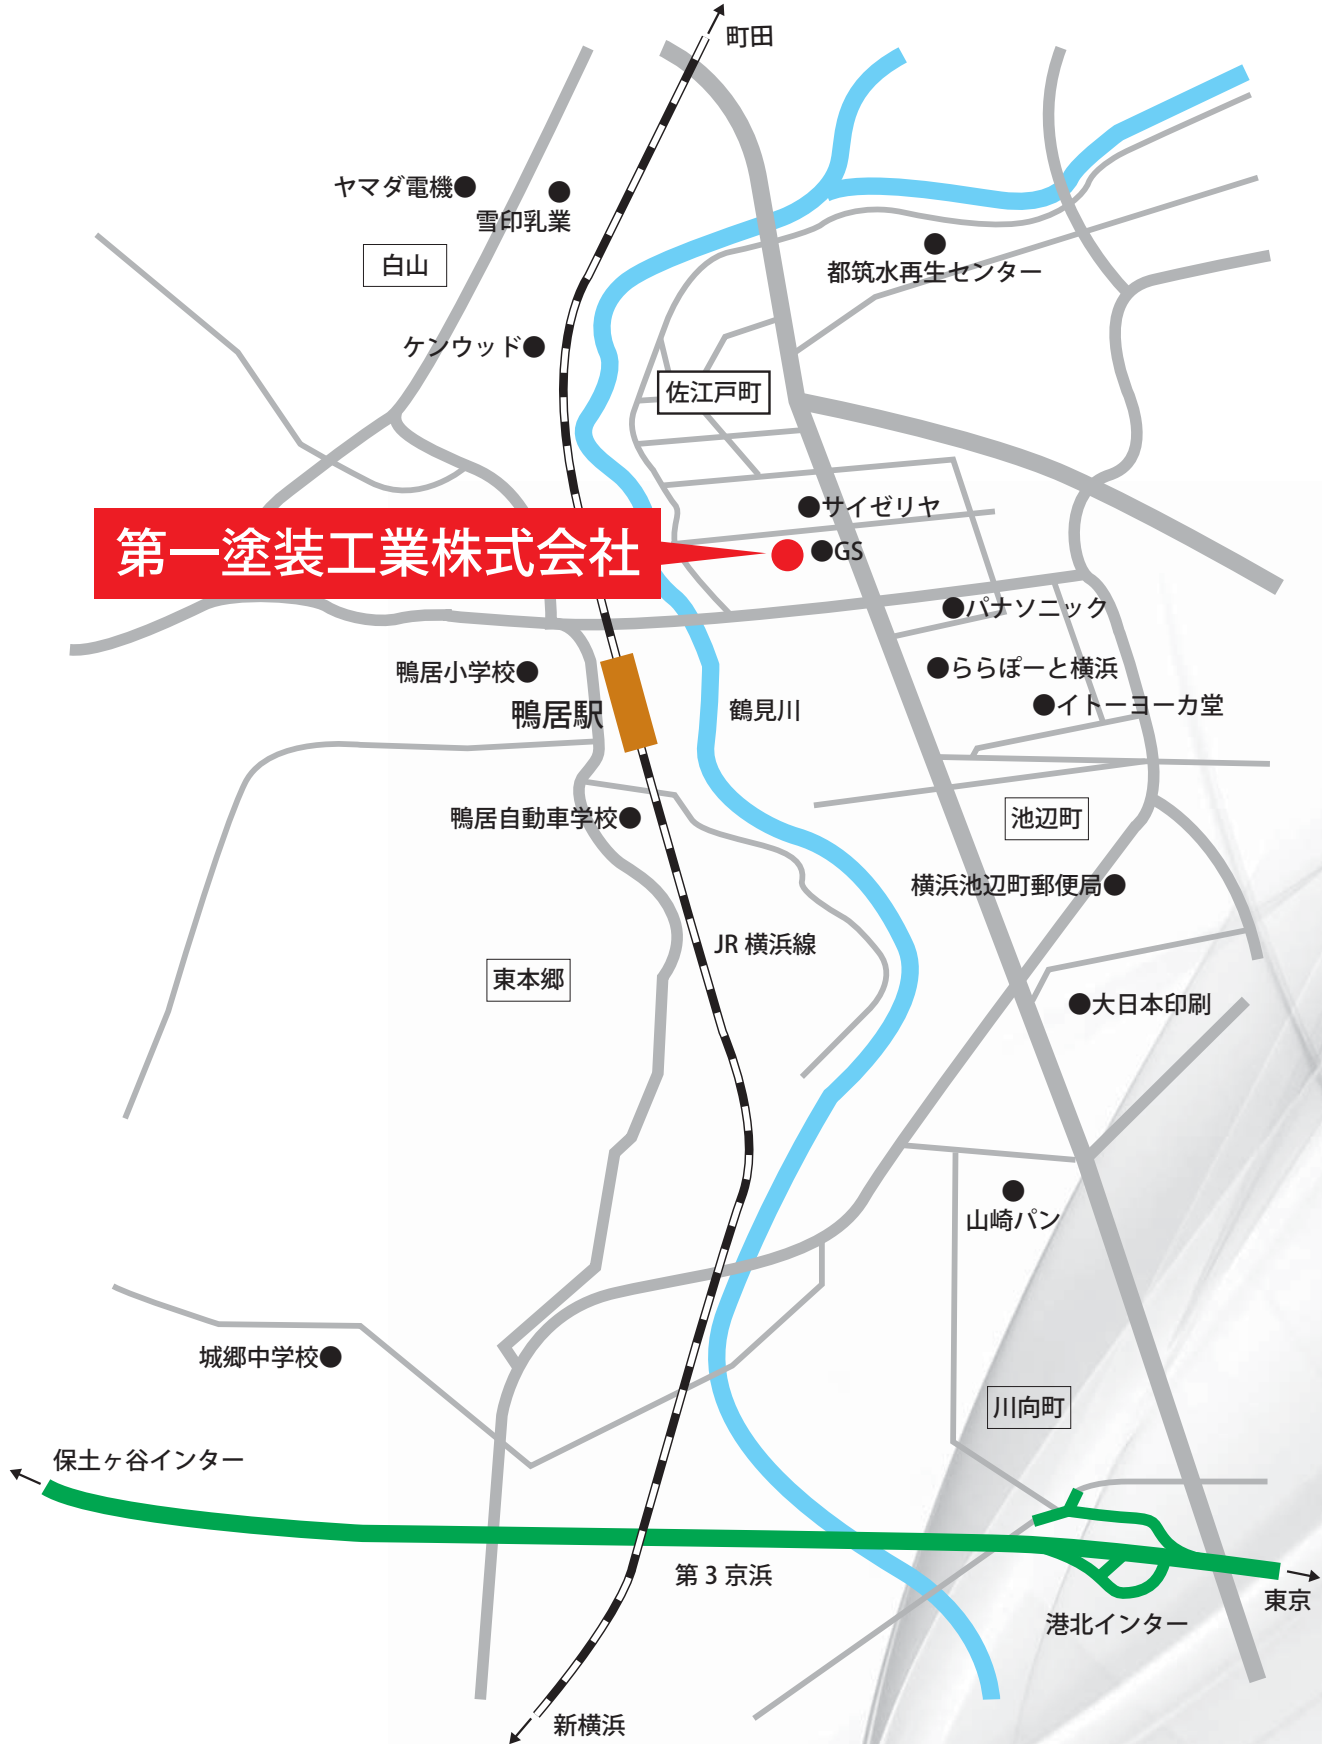 町田
ヤマダ電機
雪印乳業
白山
都筑水再生センター
ケンウッド
佐江戸町
サイゼリヤ
第一塗装工業株式会社
GS
パナソニック
鴨居小学校
ららぽーと横浜
鴨居駅
鶴見川
イトーヨーカ堂
鴨居自動車学校
池辺町
横浜池辺町郵便局
JR 横浜線
東本郷
大日本印刷
山崎パン
城郷中学校
川向町
保土ヶ谷インター
第 3 京浜
東京
港北インター
新横浜